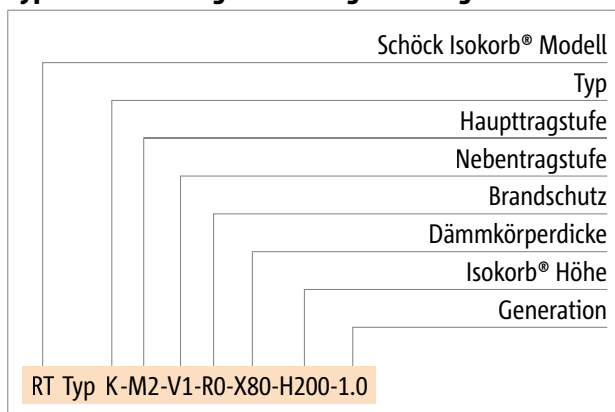 Schöck Isokorb® Modell
Typ
Haupttragstufe
Nebentragstufe
Brandschutz
Dämmkörperdicke
Isokorb® Höhe
Generation
RT Typ K-M2-V1-R0-X80-H200-1.0